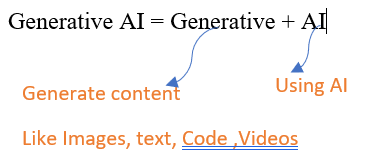 Generative AI = Generative + AI
Generate content
Using AI
Like Images, text, Code ,Videos